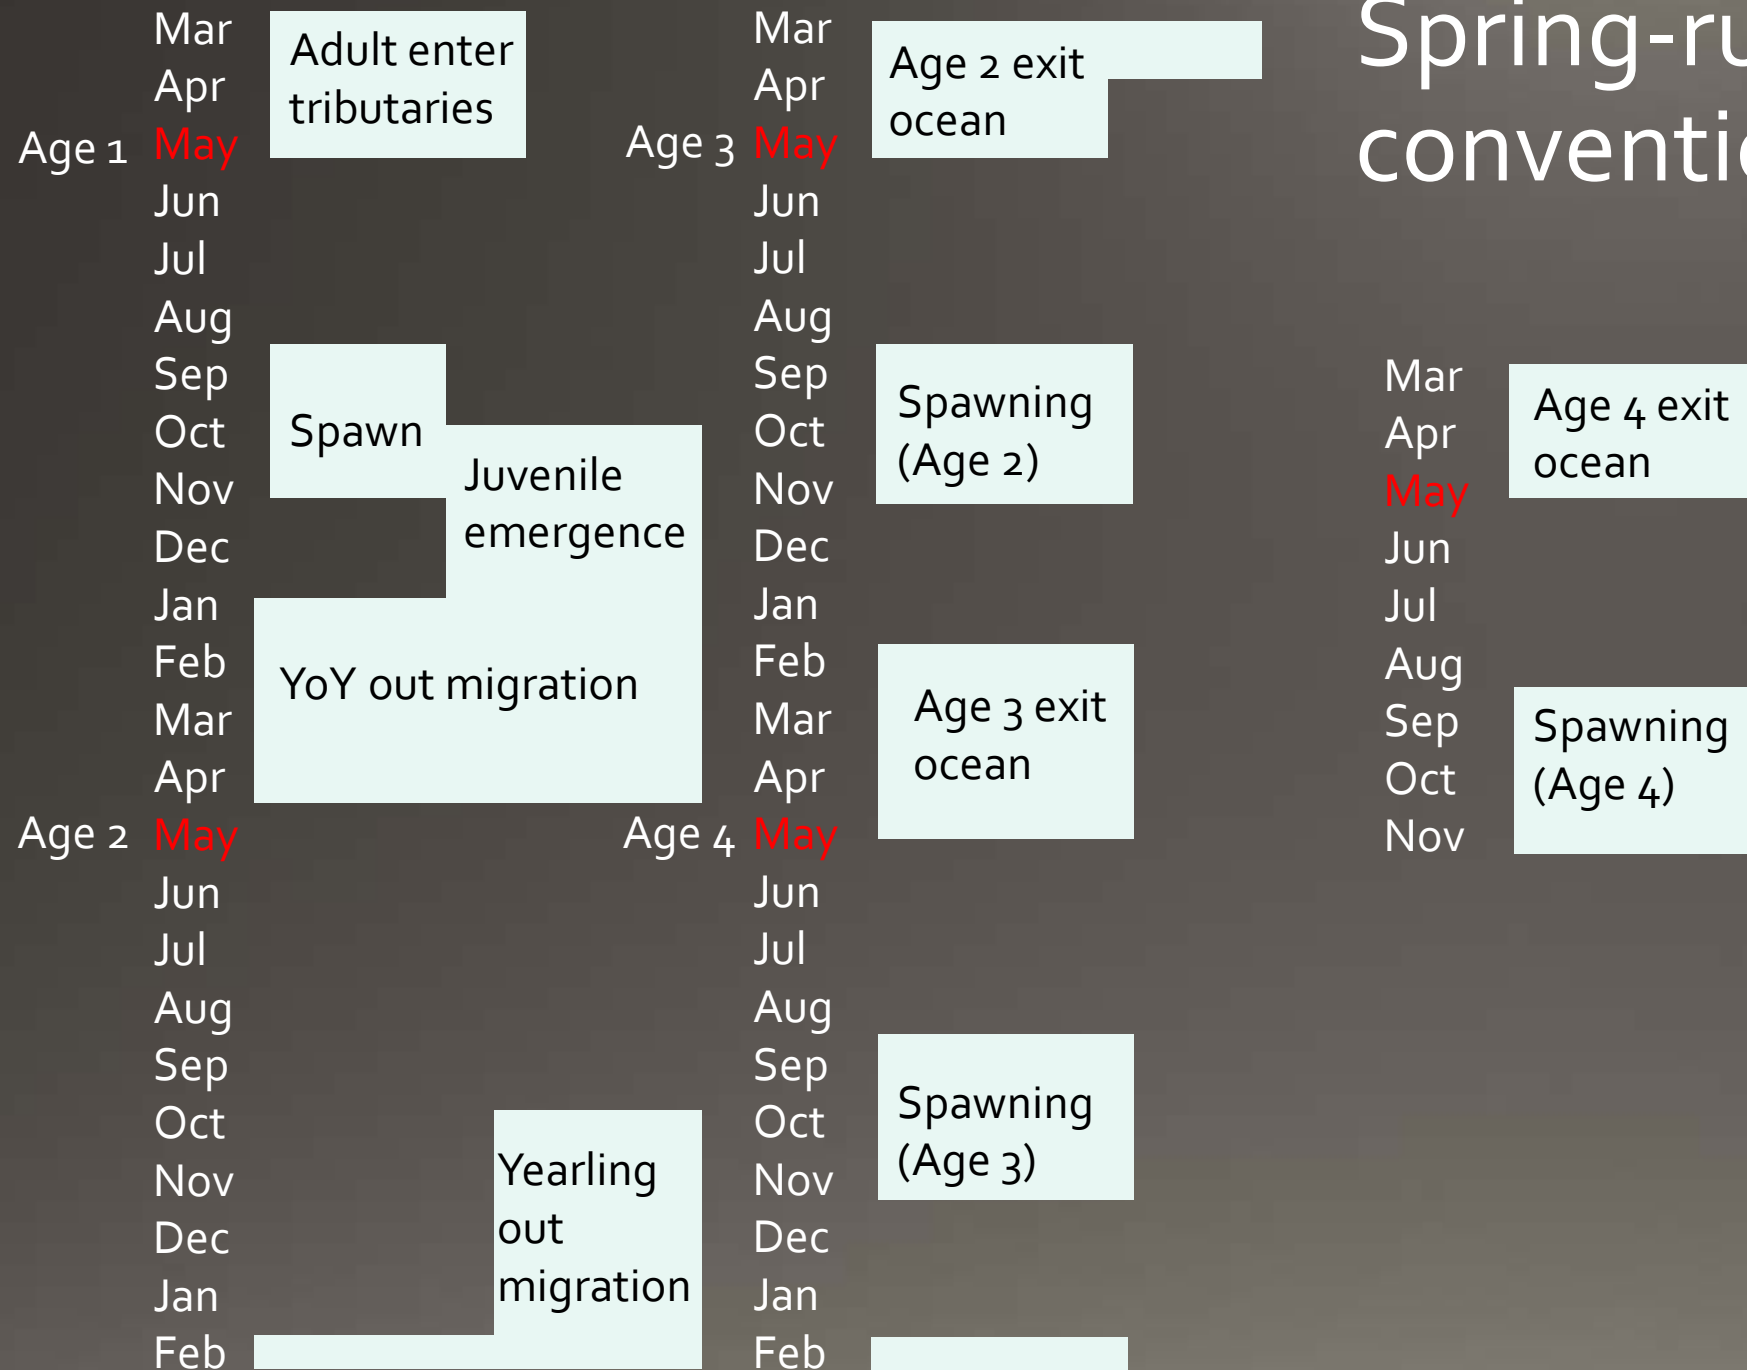 Mar
Apr
Age 1 May
Jun
Jul
Aug
Sep
Oct
Nov
Dec
Jan
Feb
Mar
Apr
Age 2 May
Jun
Jul
Aug
Sep
Oct
Nov
Dec
Jan
Feb
Adult enter
tributaries
Spawn
Juvenile
emergence
YoY out migration
Yearling
out
migration
Mar
Apr
Age 3 May
Jun
Jul
Aug
Sep
Oct
Nov
Dec
Jan
Feb
Mar
Apr
Age 4 May
Jun
Jul
Aug
Sep
Oct
Nov
Dec
Jan
Feb
Age 2 exit
ocean
Spawning
(Age 2)
Age 3 exit
ocean
Spawning
(Age 3)
Spring-ru
conventi
Mar
Apr
May
Jun
Jul
Aug
Sep
Oct
Nov
Age 4 exit
ocean
Spawning
(Age 4)